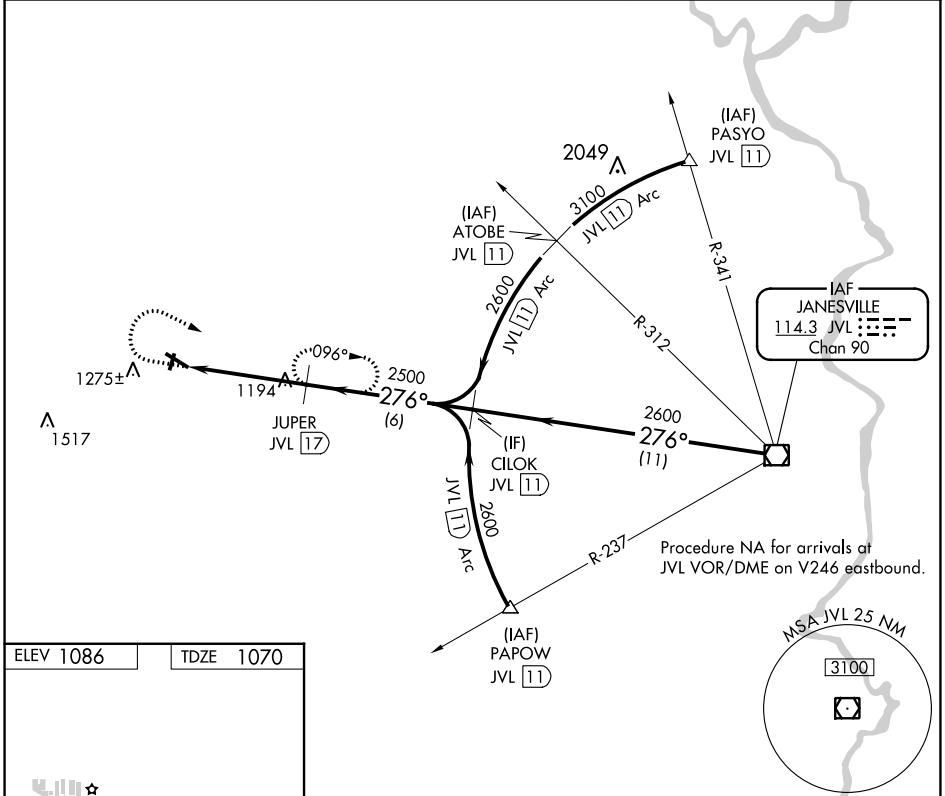 (IAF)
PASYO
JVL 11
2049
3100
JVL 11 Arc
(IAF)
ATOBE
JVL 11
R-341
2600
JVL 11 Arc
R-312
IAF
JANESVILLE
114.3 JVL
Chan 90
096°
1275±
1194
2500
276°
(6)
2600
276°
(11)
JUPER
JVL 17
1517
(IF)
CILOK
JVL 11
JVL 11 Arc
2600
R-237
Procedure NA for arrivals at
JVL VOR/DME on V246 eastbound.
(IAF)
PAPOW
JVL 11
MSA JVL 25 NM
3100
ELEV 1086
TDZE 1070